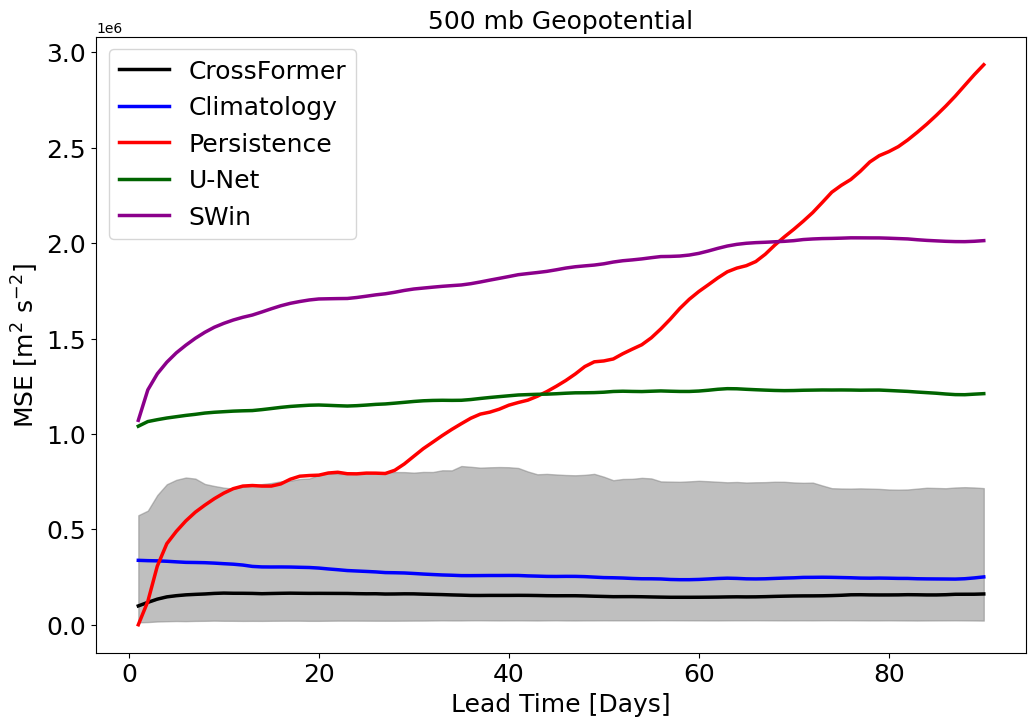 500 mb Geopotential
1e6
3.0
2.5
2.0
1.5
1.0
0.5
0.0
MSE [m² s⁻²]
CrossFormer
Climatology
Persistence
U-Net
SWin
0 20 40 60 80
Lead Time [Days]